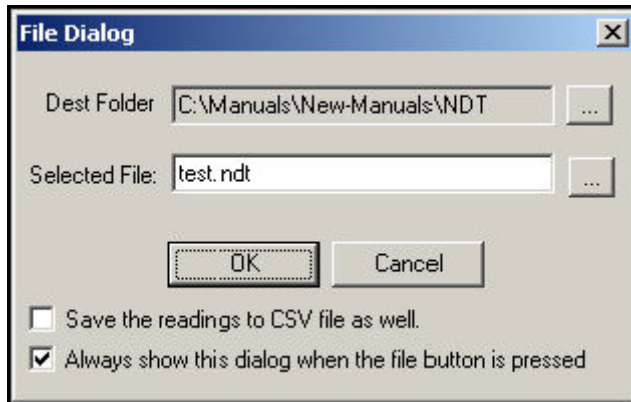 File Dialog
Dest Folder C:\Manuals\New-Manuals\NDT ...
Selected File: test.ndt ...
OK Cancel
Save the readings to CSV file as well.
Always show this dialog when the file button is pressed